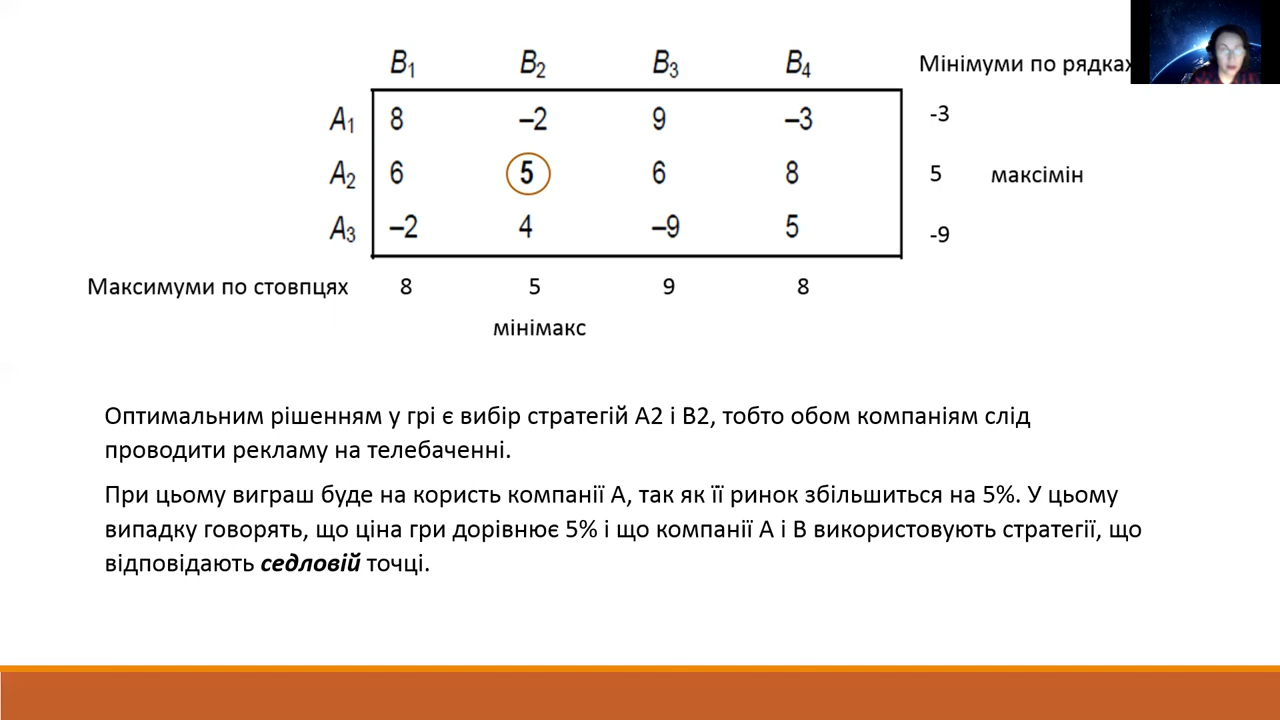 B1 B2 B3 B4 Мінімуми по рядках
A1 8 –2 9 –3 -3
A2 6 5 6 8 5 максімін
A3 –2 4 –9 5 -9
Максимуми по стовпцях 8 5 9 8
мінімакс
Оптимальним рішенням у грі є вибір стратегій А2 і В2, тобто обом компаніям слід
проводити рекламу на телебаченні.
При цьому виграш буде на користь компанії А, так як її ринок збільшиться на 5%. У цьому
випадку говорять, що ціна гри дорівнює 5% і що компанії А і В використовують стратегії, що
відповідають седловій точці.